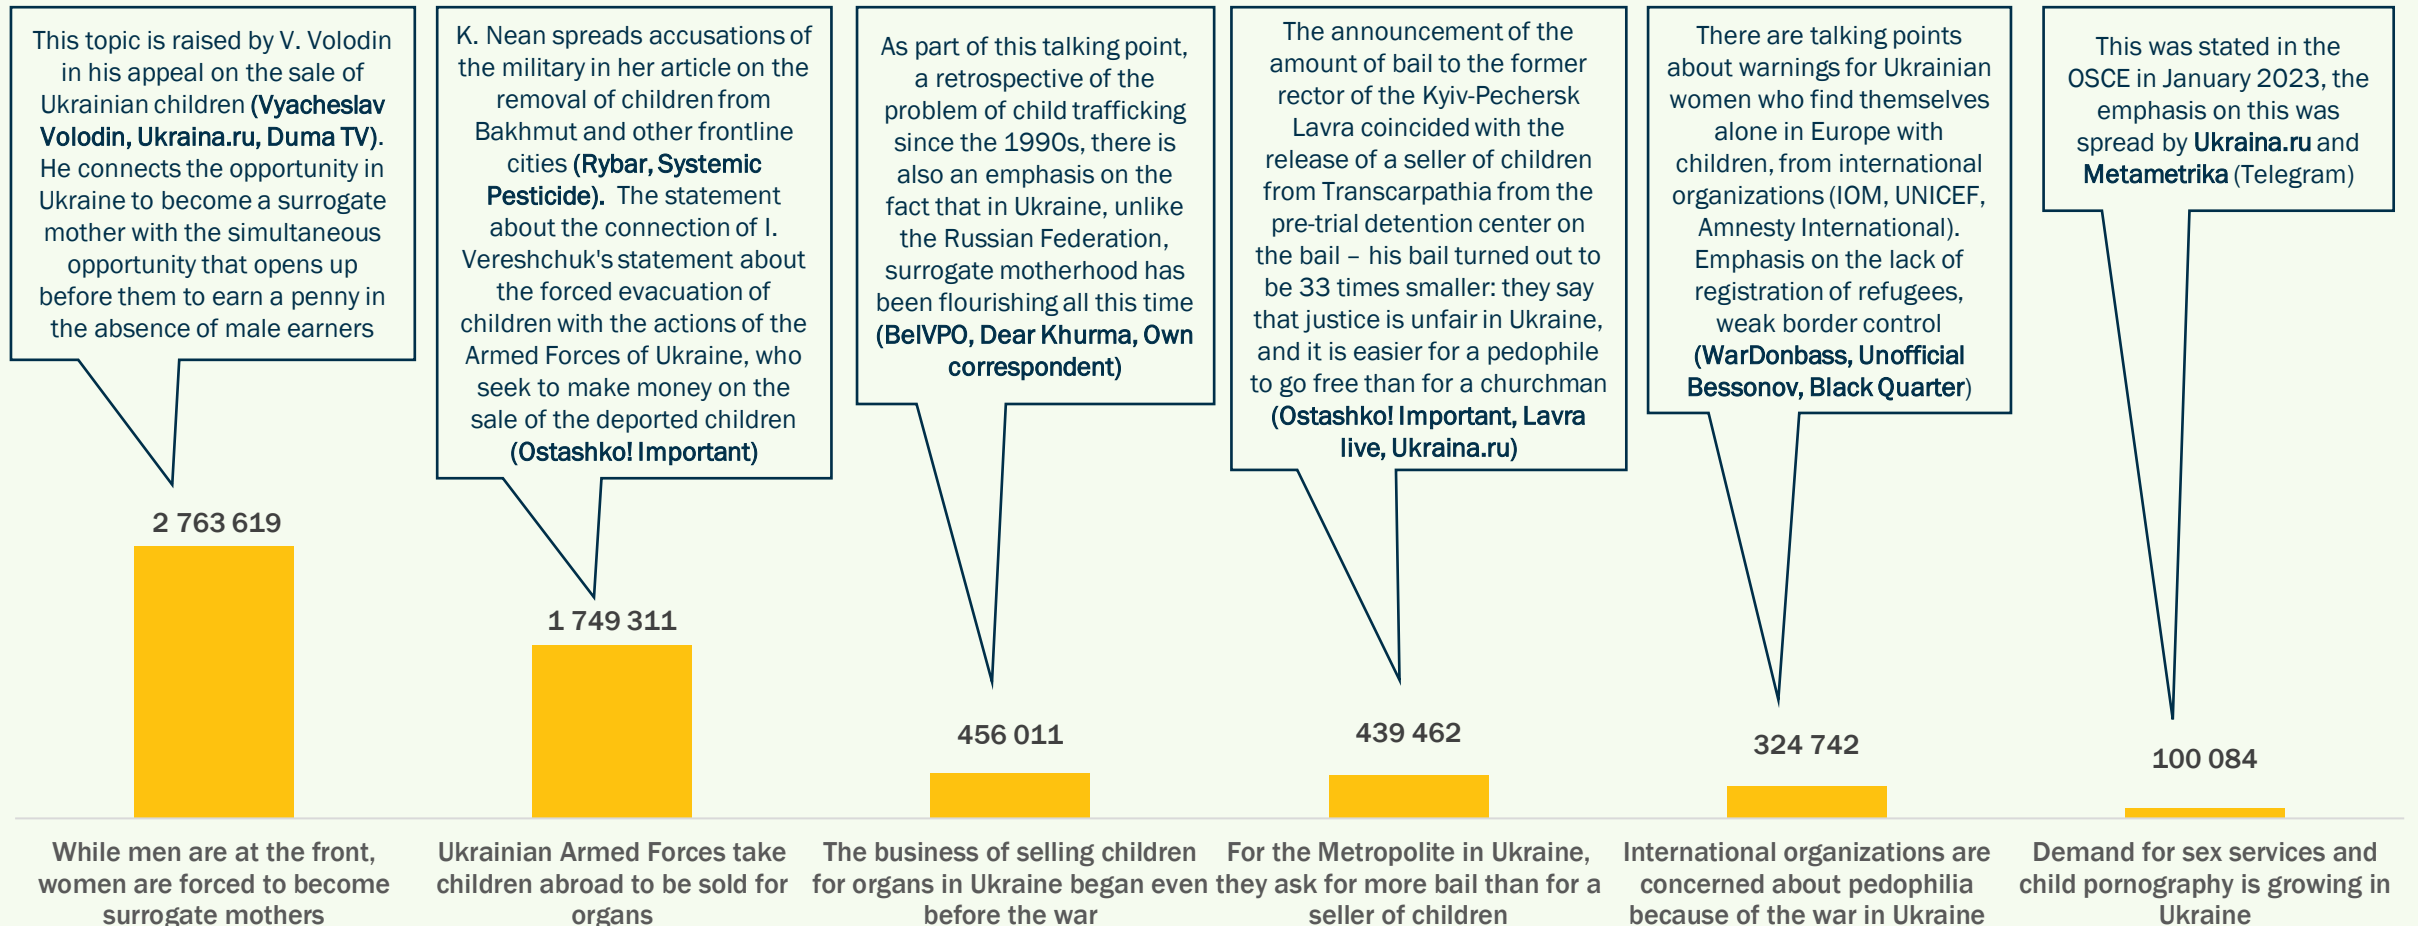 This topic is raised by V. Volodin
in his appeal on the sale of
Ukrainian children (Vyacheslav
Volodin, Ukraina.ru, Duma TV).
He connects the opportunity in
Ukraine to become a surrogate
mother with the simultaneous
opportunity that opens up
before them to earn a penny in
the absence of male earners
K. Nean spreads accusations of
the military in her article on the
removal of children from
Bakhmut and other frontline
cities (Rybar, Systemic
Pesticide). The statement
about the connection of I.
Vereshchuk's statement about
the forced evacuation of
children with the actions of the
Armed Forces of Ukraine, who
seek to make money on the
sale of the deported children
(Ostashko! Important)
As part of this talking point,
a retrospective of the
problem of child trafficking
since the 1990s, there is
also an emphasis on the
fact that in Ukraine, unlike
the Russian Federation,
surrogate motherhood has
been flourishing all this time
(BelVPO, Dear Khurma, Own
correspondent)
The announcement of the
amount of bail to the former
rector of the Kyiv-Pechersk
Lavra coincided with the
release of a seller of children
from Transcarpathia from the
pre-trial detention center on
the bail – his bail turned out to
be 33 times smaller: they say
that justice is unfair in Ukraine,
and it is easier for a pedophile
to go free than for a churchman
(Ostashko! Important, Lavra
live, Ukraina.ru)
There are talking points
about warnings for Ukrainian
women who find themselves
alone in Europe with
children, from international
organizations (IOM, UNICEF,
Amnesty International).
Emphasis on the lack of
registration of refugees,
weak border control
(WarDonbass, Unofficial
Bessonov, Black Quarter)
This was stated in the
OSCE in January 2023, the
emphasis on this was
spread by Ukraina.ru and
Metametrika (Telegram)
2 763 619
1 749 311
456 011
439 462
324 742
100 084
While men are at the front,
women are forced to become
surrogate mothers
Ukrainian Armed Forces take
children abroad to be sold for
organs
The business of selling children
for organs in Ukraine began even
before the war
For the Metropolite in Ukraine,
they ask for more bail than for a
seller of children
International organizations are
concerned about pedophilia
because of the war in Ukraine
Demand for sex services and
child pornography is growing in
Ukraine